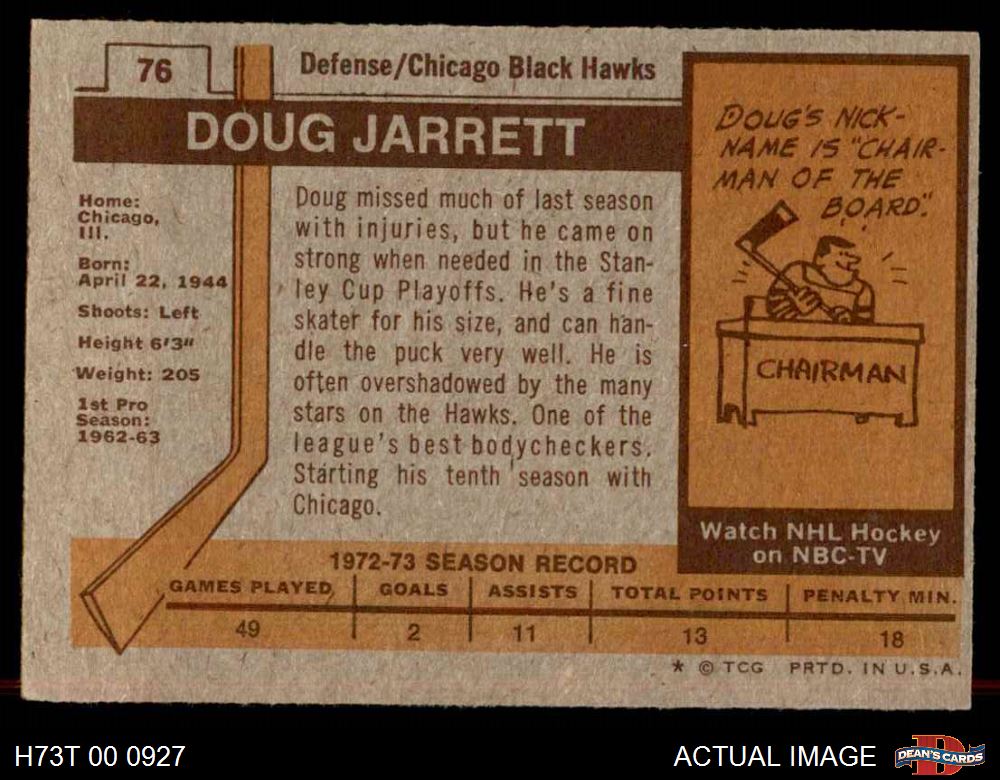 76
Defense/Chicago Black Hawks
DOUG JARRETT
Home:
Chicago,
Ill.
Born:
April 22, 1944
Shoots: Left
Height 6'3"
Weight: 205
1st Pro
Season:
1962-63
Doug missed much of last season
with injuries, but he came on
strong when needed in the Stan-
ley Cup Playoffs. He's a fine
skater for his size, and can han-
dle the puck very well. He is
often overshadowed by the many
stars on the Hawks. One of the
league's best bodycheckers.
Starting his tenth season with
Chicago.
DOUG'S NICK-
NAME IS "CHAIR-
MAN OF THE
BOARD".
CHAIRMAN
Watch NHL Hockey
on NBC-TV
1972-73 SEASON RECORD
GAMES PLAYED GOALS ASSISTS TOTAL POINTS PENALTY MIN.
49 2 11 13 18
* © TCG PRTD. IN U.S.A.
H73T 00 0927
ACTUAL IMAGE
DEAN'S CARDS